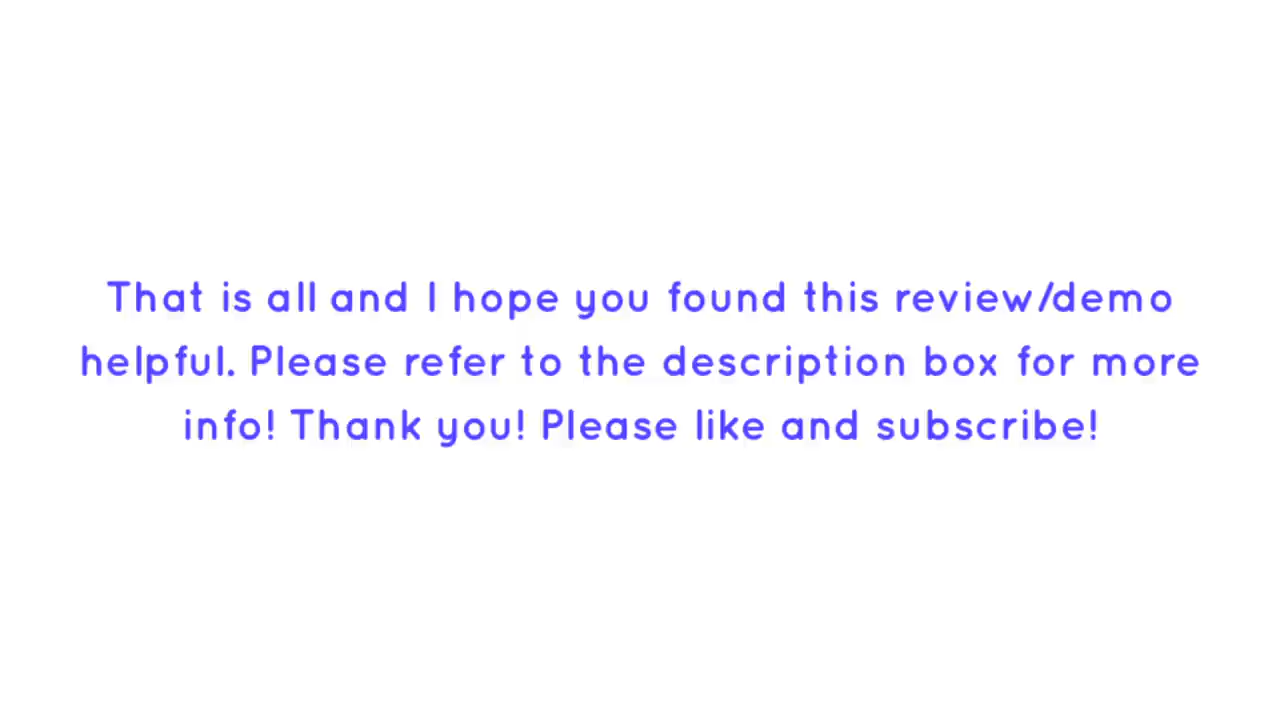 That is all and I hope you found this review/demo
helpful. Please refer to the description box for more
info! Thank you! Please like and subscribe!